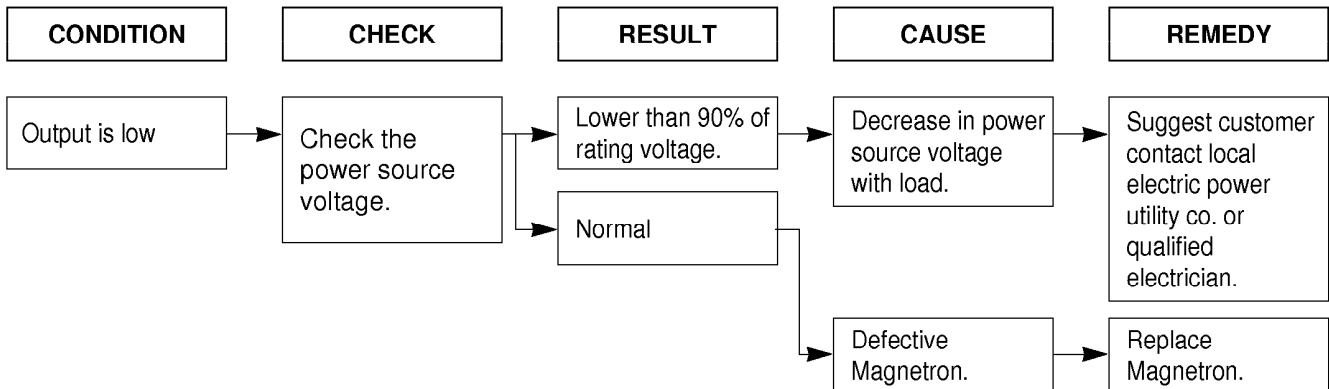 CONDITION
CHECK
RESULT
CAUSE
REMEDY
Output is low
Check the
power source
voltage.
Lower than 90% of
rating voltage.
Decrease in power
source voltage
with load.
Suggest customer
contact local
electric power
utility co. or
qualified
electrician.
Normal
Defective
Magnetron.
Replace
Magnetron.